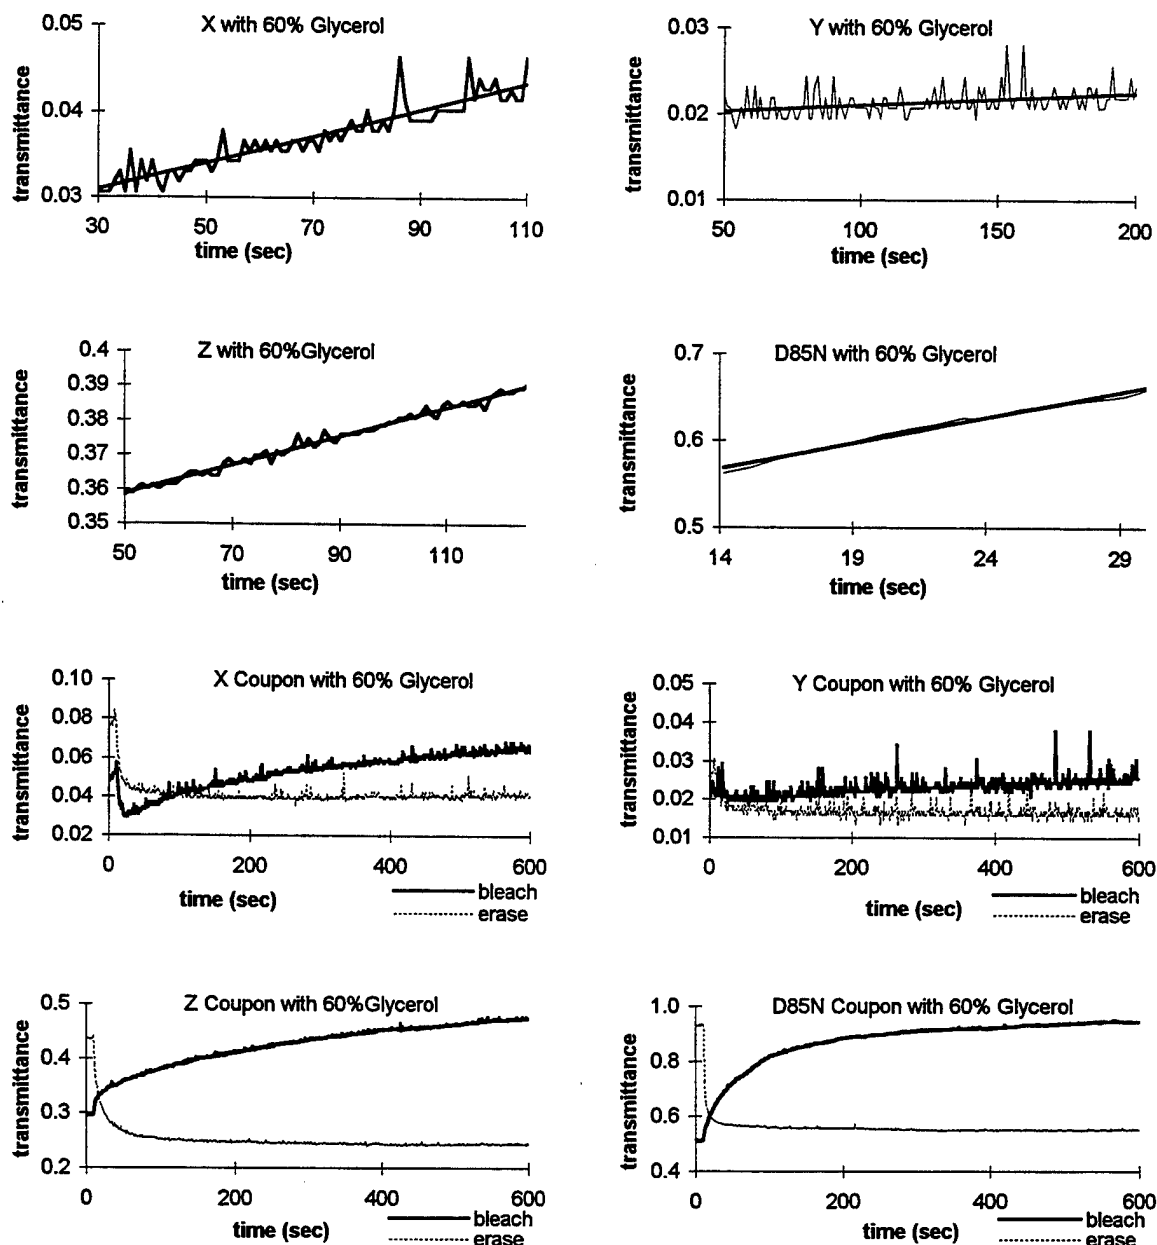 X with 60% Glycerol
transmittance
0.05
0.04
0.03
30 50 70 90 110
time (sec)
Y with 60% Glycerol
transmittance
0.03
0.02
0.01
50 100 150 200
time (sec)
Z with 60%Glycerol
transmittance
0.4
0.39
0.38
0.37
0.36
0.35
50 70 90 110
time (sec)
D85N with 60% Glycerol
transmittance
0.7
0.6
0.5
14 19 24 29
time (sec)
X Coupon with 60% Glycerol
transmittance
0.10
0.08
0.06
0.04
0.02
0 200 400 600
time (sec)
bleach
erase
Y Coupon with 60% Glycerol
transmittance
0.05
0.04
0.03
0.02
0.01
0 200 400 600
time (sec)
bleach
erase
Z Coupon with 60%Glycerol
transmittance
0.5
0.4
0.3
0.2
0 200 400 600
time (sec)
bleach
erase
D85N Coupon with 60% Glycerol
transmittance
1.0
0.8
0.6
0.4
0 200 400 600
time (sec)
bleach
erase